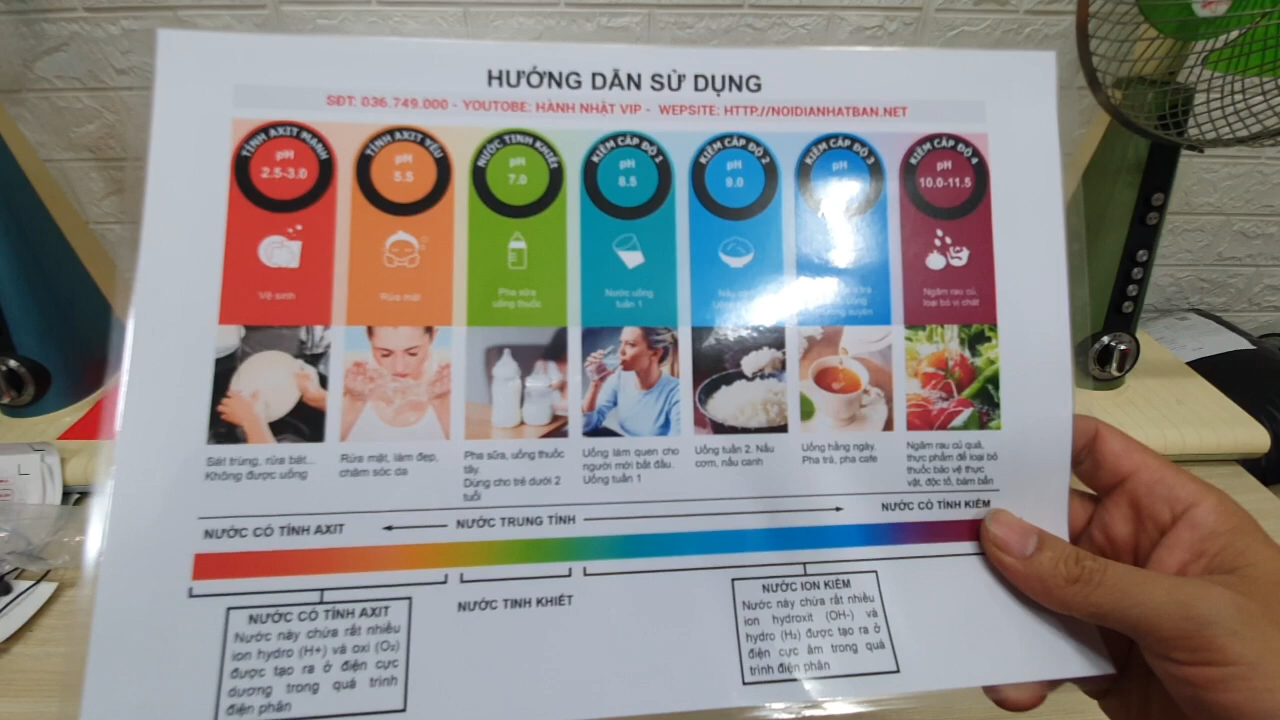 HƯỚNG DẪN SỬ DỤNG
SĐT: 036.749.000 - YOUTOBE: HÀNH NHẬT VIP - WEPSITE: HTTP://NOIDIANHATBAN.NET
TÍNH AXIT MẠNH
pH
2.5-3.0
Vệ sinh
TÍNH AXIT YẾU
pH
5.5
Rửa mặt
NƯỚC TINH KHIẾT
pH
7.0
Pha sữa
uống thuốc
KIỀM CẤP ĐỘ 1
pH
8.5
Nước uống
tuần 1
KIỀM CẤP ĐỘ 2
pH
9.0
KIỀM CẤP ĐỘ 3
pH
KIỀM CẤP ĐỘ 4
pH
10.0-11.5
Ngâm rau củ,
loại bỏ vi chất
Sát trùng, rửa bát...
Không được uống
Rửa mặt, làm đẹp,
chăm sóc da
Pha sữa, uống thuốc
tây.
Dùng cho trẻ dưới 2
tuổi
Uống làm quen cho
người mới bắt đầu.
Uống tuần 1
Uống tuần 2. Nấu
cơm, nấu canh
Uống hằng ngày.
Pha trà, pha cafe
Ngâm rau củ quả,
thực phẩm để loại bỏ
thuốc bảo vệ thực
vật, độc tố, bám bẩn
NƯỚC CÓ TÍNH AXIT
NƯỚC TRUNG TÍNH
NƯỚC CÓ TÍNH KIỀM
NƯỚC TINH KHIẾT
NƯỚC CÓ TÍNH AXIT
Nước này chứa rất nhiều
ion hydro (H+) và oxi (O₂)
được tạo ra ở điện cực
dương trong quá trình
điện phân
NƯỚC ION KIỀM
Nước này chứa rất nhiều
ion hydroxit (OH-) và
hydro (H₂) được tạo ra ở
điện cực âm trong quá
trình điện phân